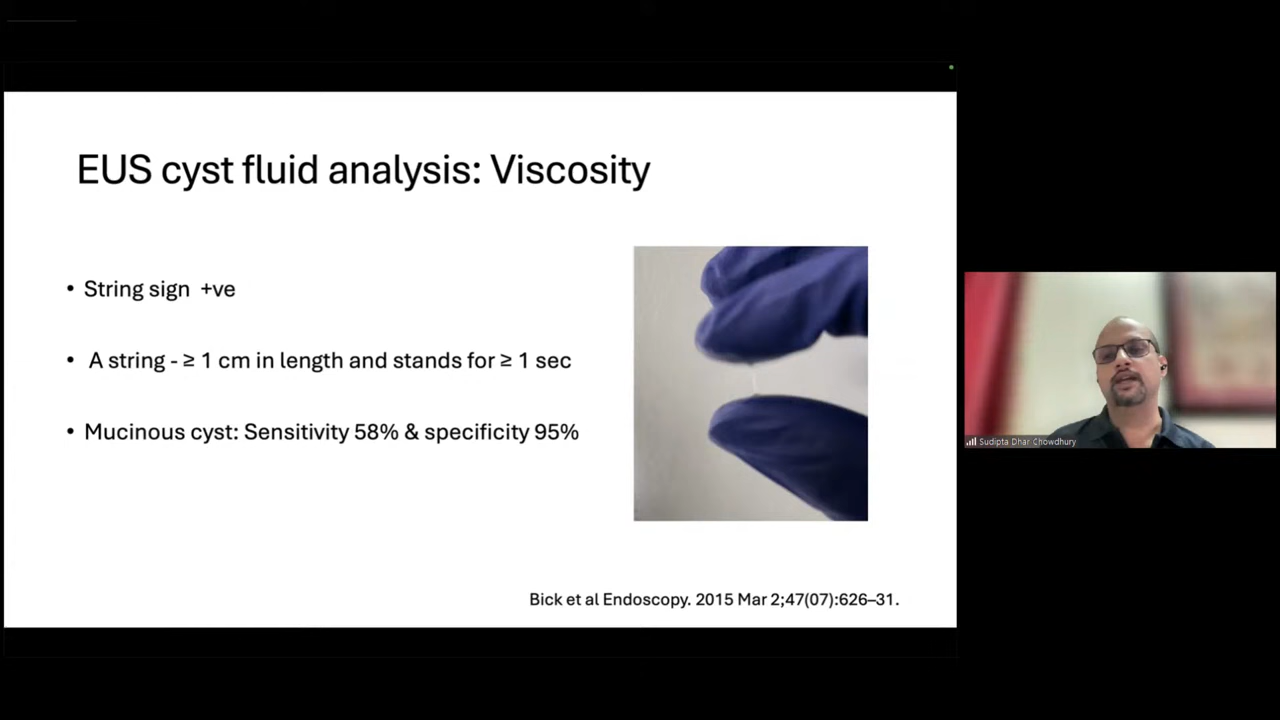 EUS cyst fluid analysis: Viscosity
• String sign +ve
• A string - ≥ 1 cm in length and stands for ≥ 1 sec
• Mucinous cyst: Sensitivity 58% & specificity 95%
Bick et al Endoscopy. 2015 Mar 2;47(07):626–31.
Sudipta Dhar Chowdhury